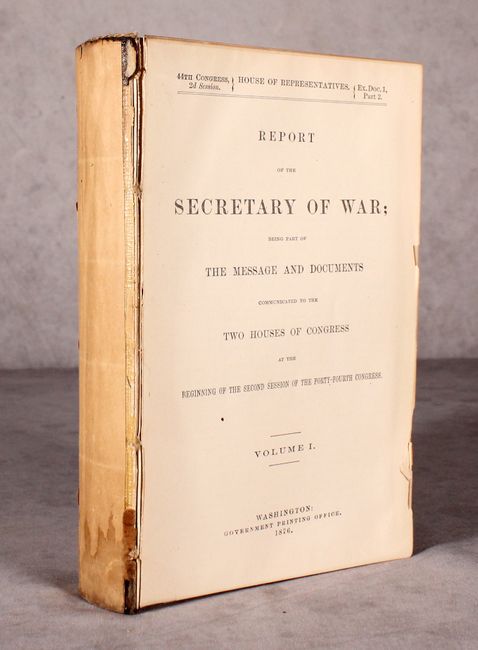 44TH CONGRESS, HOUSE OF REPRESENTATIVES. Ex. Doc. 1,
2d Session. Part 2.
REPORT
OF THE
SECRETARY OF WAR;
BEING PART OF
THE MESSAGE AND DOCUMENTS
COMMUNICATED TO THE
TWO HOUSES OF CONGRESS
AT THE
BEGINNING OF THE SECOND SESSION OF THE FORTY-FOURTH CONGRESS.
VOLUME I.
WASHINGTON:
GOVERNMENT PRINTING OFFICE.
1876.